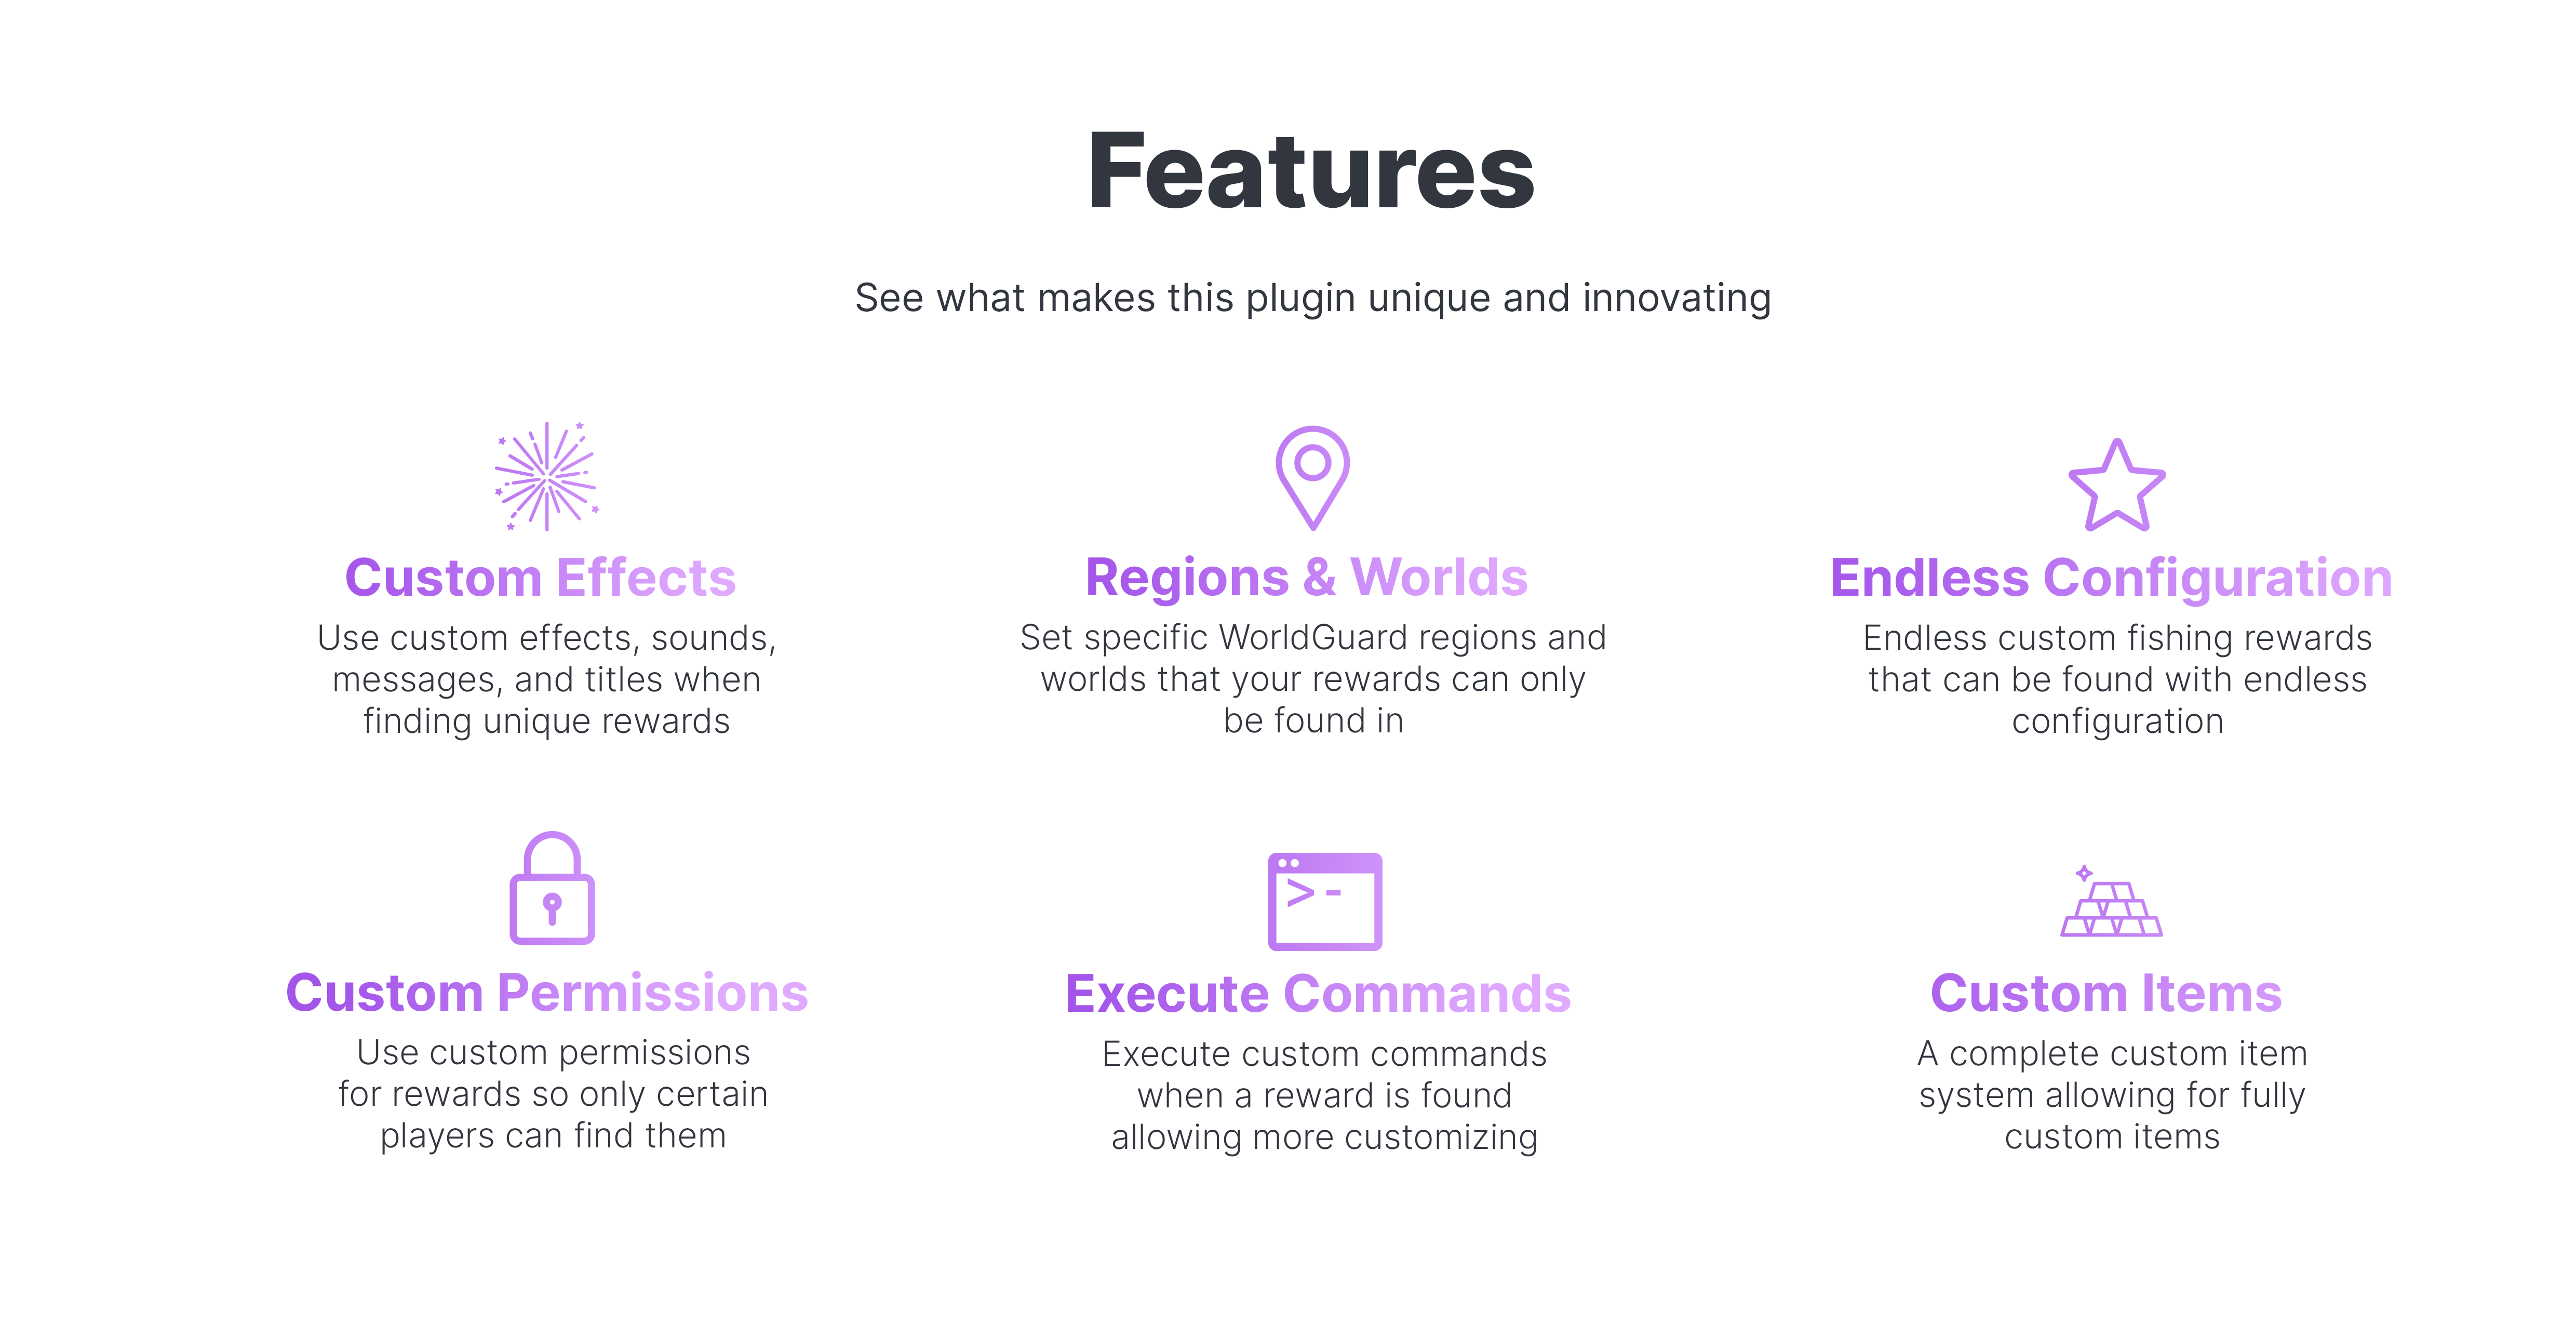 Features
See what makes this plugin unique and innovating
Custom Effects
Use custom effects, sounds,
messages, and titles when
finding unique rewards
Regions & Worlds
Set specific WorldGuard regions and
worlds that your rewards can only
be found in
Endless Configuration
Endless custom fishing rewards
that can be found with endless
configuration
Custom Permissions
Use custom permissions
for rewards so only certain
players can find them
>-
Execute Commands
Execute custom commands
when a reward is found
allowing more customizing
Custom Items
A complete custom item
system allowing for fully
custom items